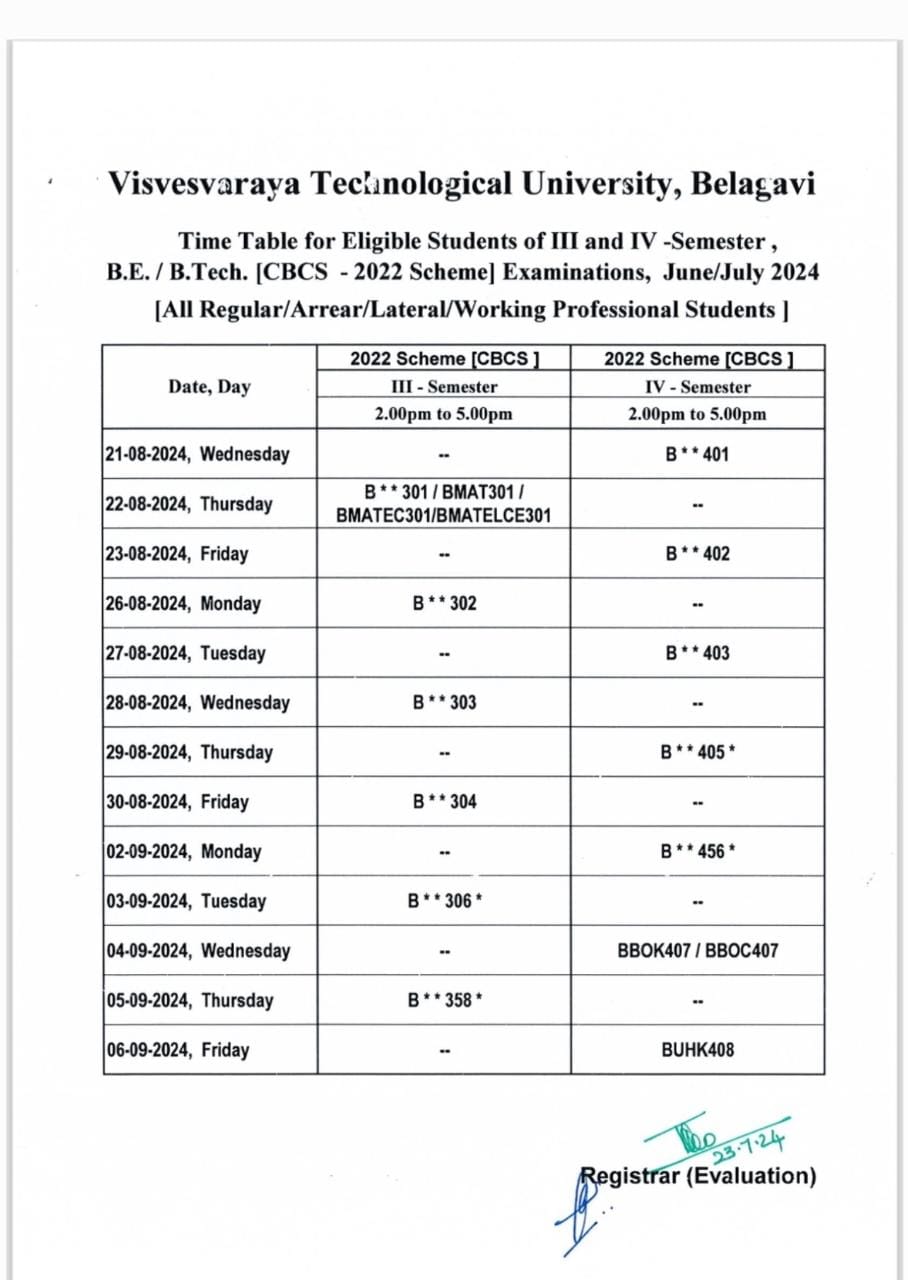 Visvesvaraya Technological University, Belagavi
Time Table for Eligible Students of III and IV -Semester ,
B.E. / B.Tech. [CBCS - 2022 Scheme] Examinations, June/July 2024
[All Regular/Arrear/Lateral/Working Professional Students ]
Date, Day
2022 Scheme [CBCS ] 2022 Scheme [CBCS ]
III - Semester IV - Semester
2.00pm to 5.00pm 2.00pm to 5.00pm
21-08-2024, Wednesday -- B * * 401
22-08-2024, Thursday B * * 301 / BMAT301 / --
BMATEC301/BMATELCE301
23-08-2024, Friday -- B * * 402
26-08-2024, Monday B * * 302 --
27-08-2024, Tuesday -- B * * 403
28-08-2024, Wednesday B * * 303 --
29-08-2024, Thursday -- B * * 405 *
30-08-2024, Friday B * * 304 --
02-09-2024, Monday -- B * * 456 *
03-09-2024, Tuesday B * * 306 * --
04-09-2024, Wednesday -- BBOK407 / BBOC407
05-09-2024, Thursday B * * 358 * --
06-09-2024, Friday -- BUHK408
23.7.24
Registrar (Evaluation)